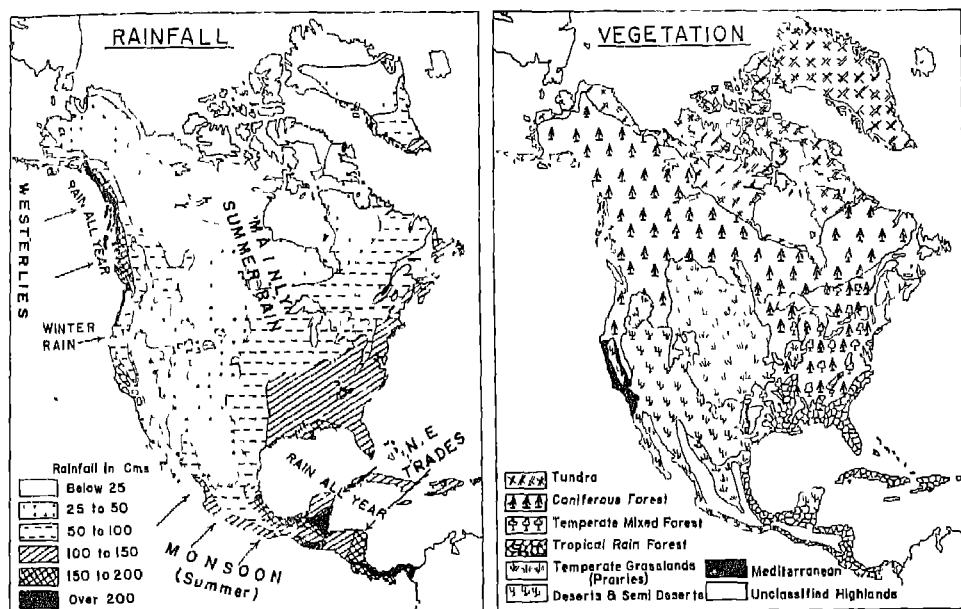 RAINFALL
WESTERLIES
RAIN ALL YEAR
MAINLY
SUMMER RAIN
WINTER
RAIN
N.E
TRADES
RAIN ALL YEAR
MONSOON
(Summer)
Rainfall in Cms
Below 25
25 to 50
50 to 100
100 to 150
150 to 200
Over 200
VEGETATION
Tundra
Coniferous Forest
Temperate Mixed Forest
Tropical Rain Forest
Temperate Grasslands
(Prairies)
Deserts & Semi Deserts
Mediterranean
Unclassified Highlands